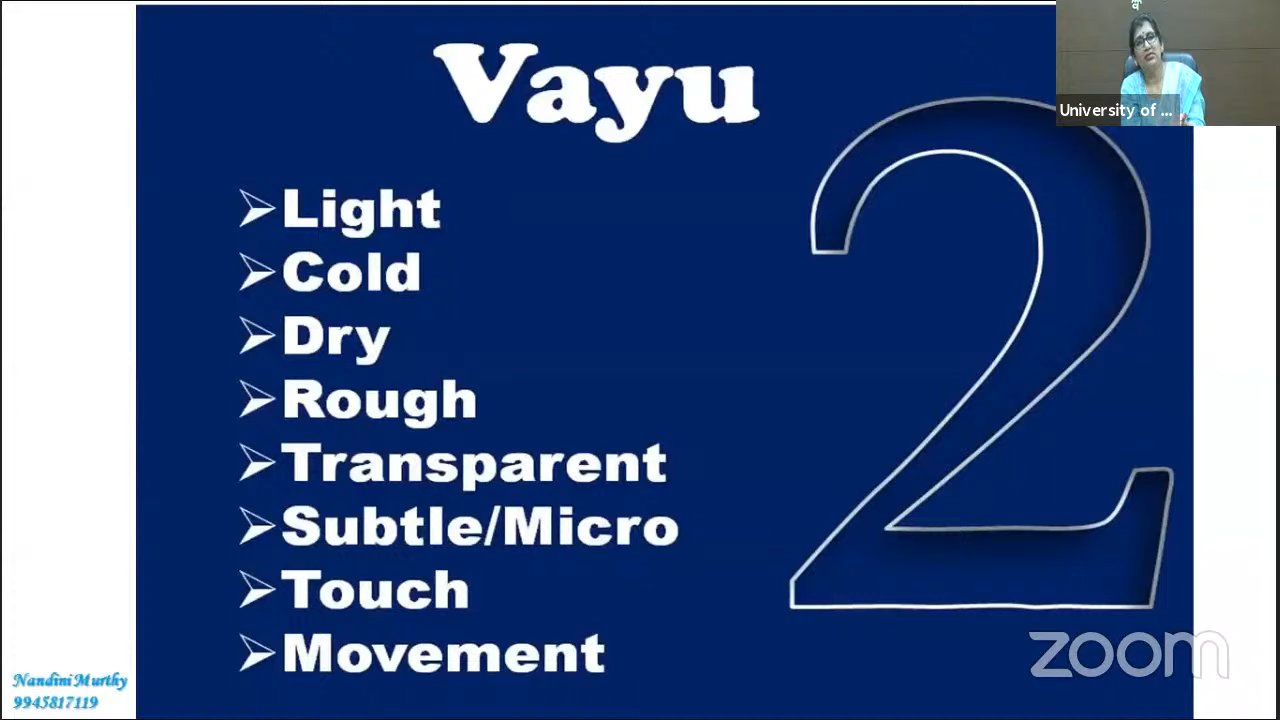 Vayu
University of ...
2
➢Light
➢Cold
➢Dry
➢Rough
➢Transparent
➢Subtle/Micro
➢Touch
➢Movement
zoom
Nandini Murthy
9945817119